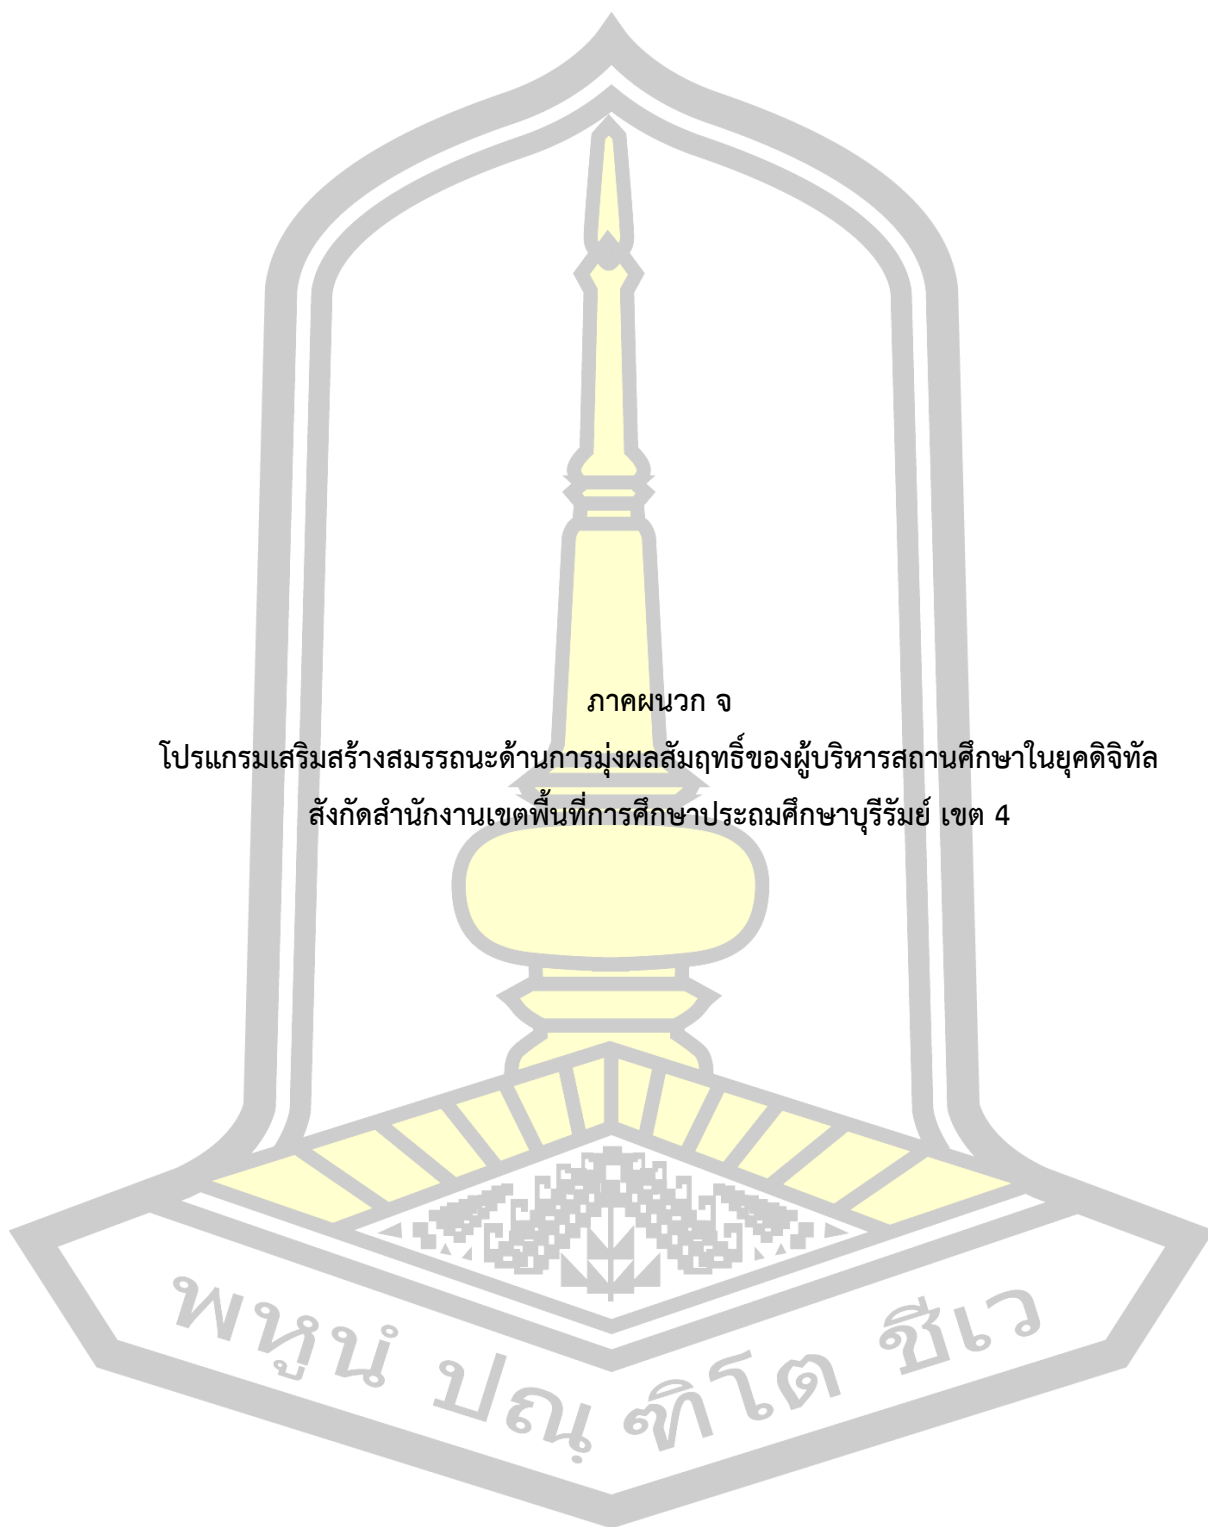 ภาคผนวก จ
โปรแกรมเสริมสร้างสมรรถนะด้านการมุ่งผลสัมฤทธิ์ของผู้บริหารสถานศึกษาในยุคดิจิทัล
สังกัดสำนักงานเขตพื้นที่การศึกษาประถมศึกษาบุรีรัมย์ เขต 4
พหูนํ ปณฺฑิโต ชีเว